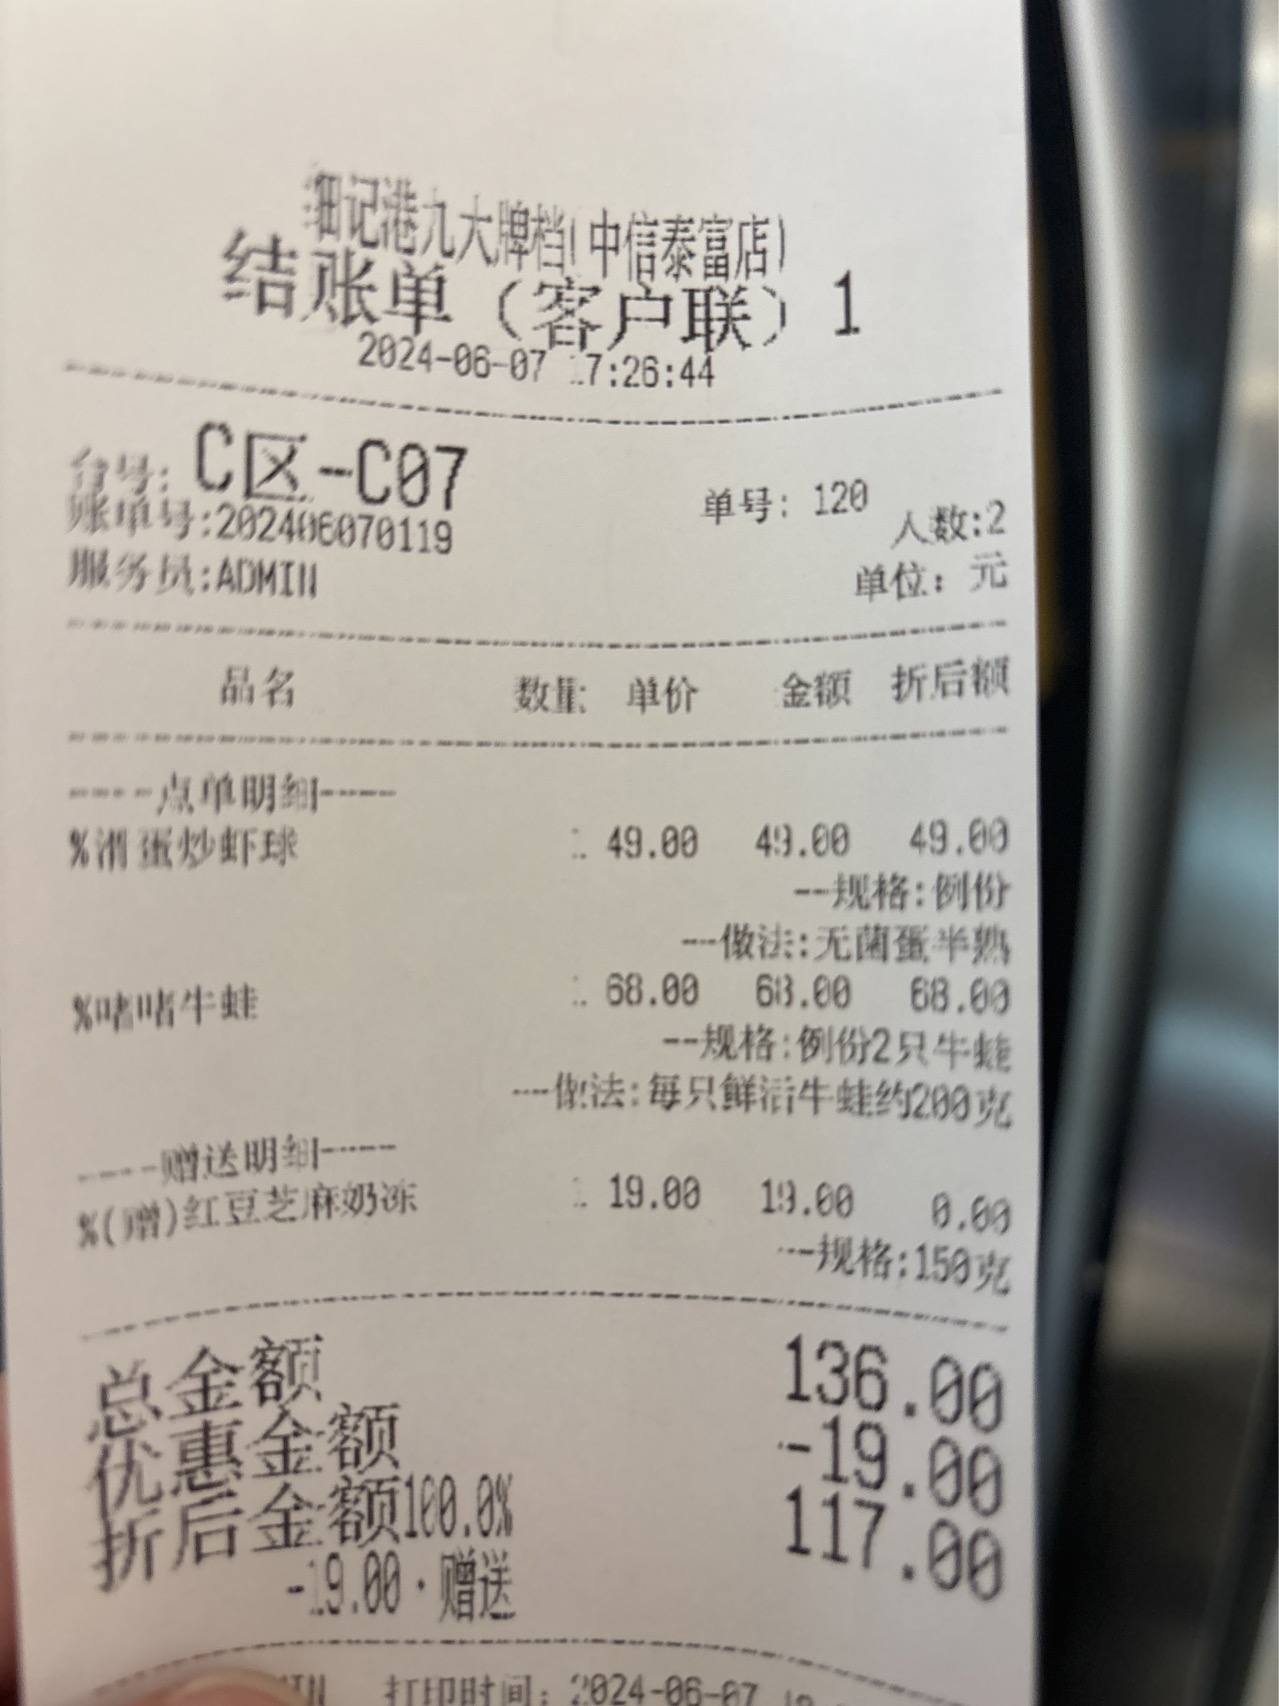 细记港九大牌档(中信泰富店)
结账单（客户联）1
2024-06-07 17:26:44
台号: C区-C07 单号: 120
账单号:202406070119 人数:2
服务员:ADMIN 单位: 元
品名 数量 单价 金额 折后额
----点单明细----
%滑蛋炒虾球 1 49.00 49.00 49.00
--规格:例份
--做法:无菌蛋半熟
%啫啫牛蛙 1 68.00 68.00 68.00
--规格:例份2只牛蛙
--做法:每只鲜活牛蛙约200克
----赠送明细----
%(赠)红豆芝麻奶冻 1 19.00 19.00 0.00
--规格:150克
总金额 136.00
优惠金额 -19.00
折后金额100.0% 117.00
-19.00·赠送
打印时间: 2024-06-07